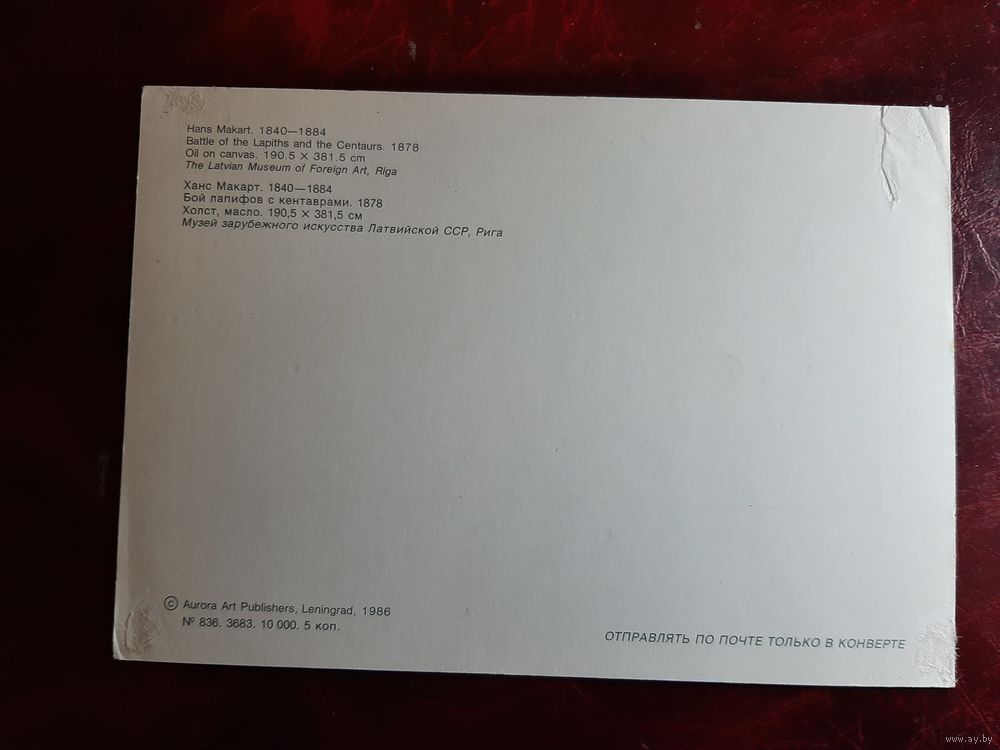 Hans Makart. 1840—1884
Battle of the Lapiths and the Centaurs. 1878
Oil on canvas. 190.5 × 381.5 cm
The Latvian Museum of Foreign Art, Riga
Ханс Макарт. 1840—1884
Бой лапифов с кентаврами. 1878
Холст, масло. 190,5 × 381,5 см
Музей зарубежного искусства Латвийской ССР, Рига
© Aurora Art Publishers, Leningrad, 1986
№ 836. 3683. 10 000. 5 коп.
ОТПРАВЛЯТЬ ПО ПОЧТЕ ТОЛЬКО В КОНВЕРТЕ
www.ay.by